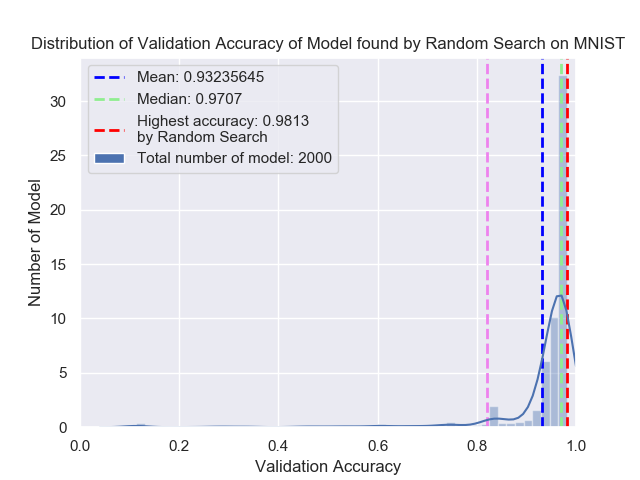 Distribution of Validation Accuracy of Model found by Random Search on MNIST
Mean: 0.93235645
Median: 0.9707
Highest accuracy: 0.9813
by Random Search
Total number of model: 2000
Number of Model
30
25
20
15
10
5
0
0.0 0.2 0.4 0.6 0.8 1.0
Validation Accuracy